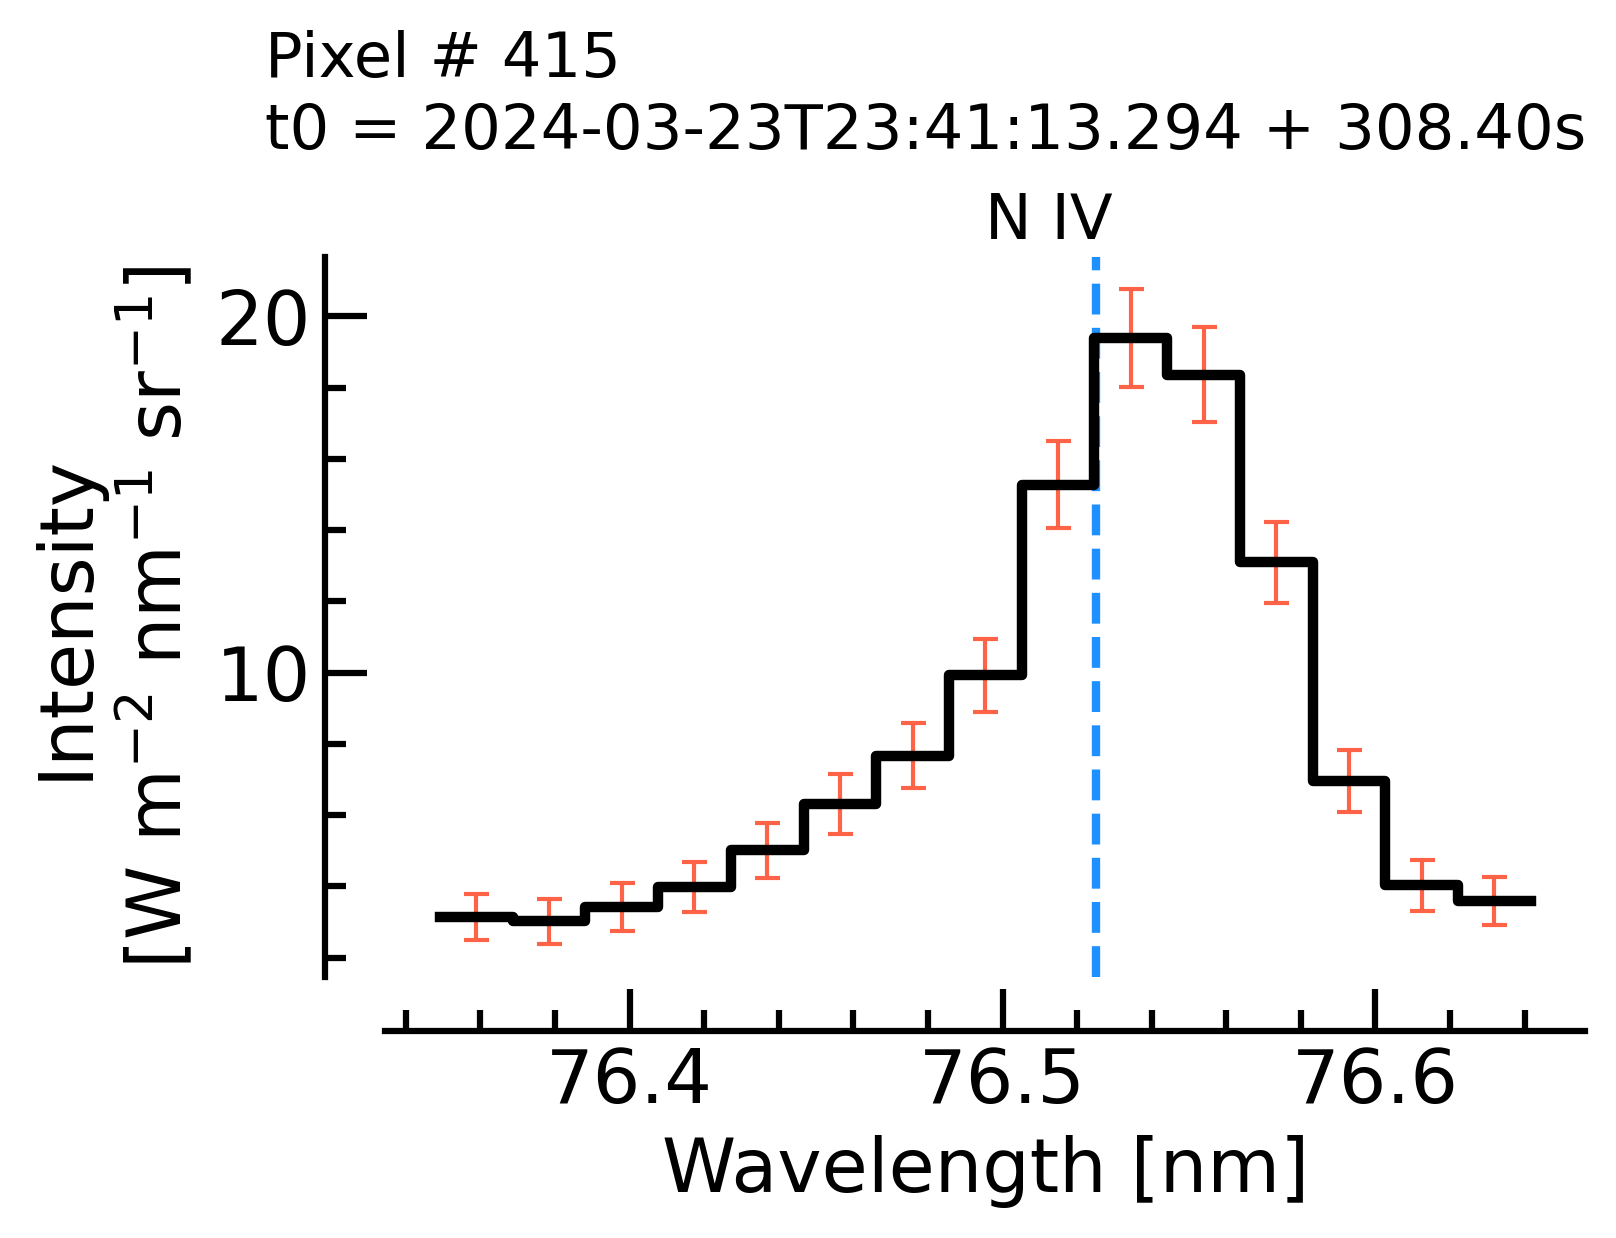 Pixel # 415
t0 = 2024-03-23T23:41:13.294 + 308.40s
N IV
Intensity
[W m⁻² nm⁻¹ sr⁻¹]
20
10
76.4 76.5 76.6
Wavelength [nm]